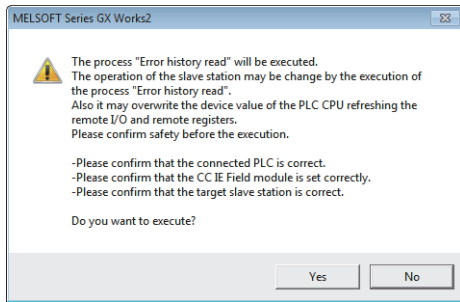 MELSOFT Series GX Works2
The process "Error history read" will be executed.
The operation of the slave station may be change by the execution of
the process "Error history read".
Also it may overwrite the device value of the PLC CPU refreshing the
remote I/O and remote registers.
Please confirm safety before the execution.
-Please confirm that the connected PLC is correct.
-Please confirm that the CC IE Field module is set correctly.
-Please confirm that the target slave station is correct.
Do you want to execute?
Yes
No